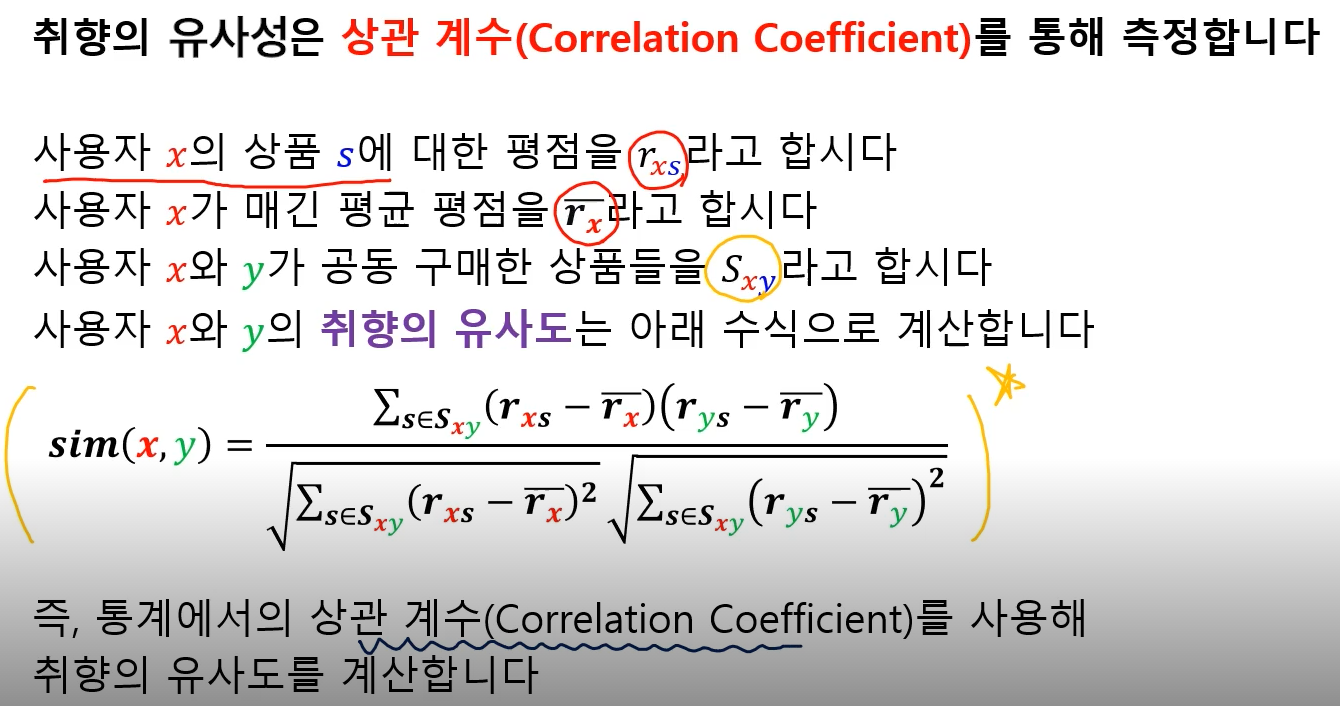 취향의 유사성은 상관 계수(Correlation Coefficient)를 통해 측정합니다
사용자 x의 상품 s에 대한 평점을 r_{xs}라고 합시다
사용자 x가 매긴 평균 평점을 \overline{r_x}라고 합시다
사용자 x와 y가 공동 구매한 상품들을 S_{xy}라고 합시다
사용자 x와 y의 취향의 유사도는 아래 수식으로 계산합니다
sim(x, y) = \frac{\sum_{s∈S_{xy}}(r_{xs} − \overline{r_x})(r_{ys} − \overline{r_y})}{\sqrt{\sum_{s∈S_{xy}}(r_{xs} − \overline{r_x})^2}\sqrt{\sum_{s∈S_{xy}}(r_{ys} − \overline{r_y})^2}}
즉, 통계에서의 상관 계수(Correlation Coefficient)를 사용해
취향의 유사도를 계산합니다